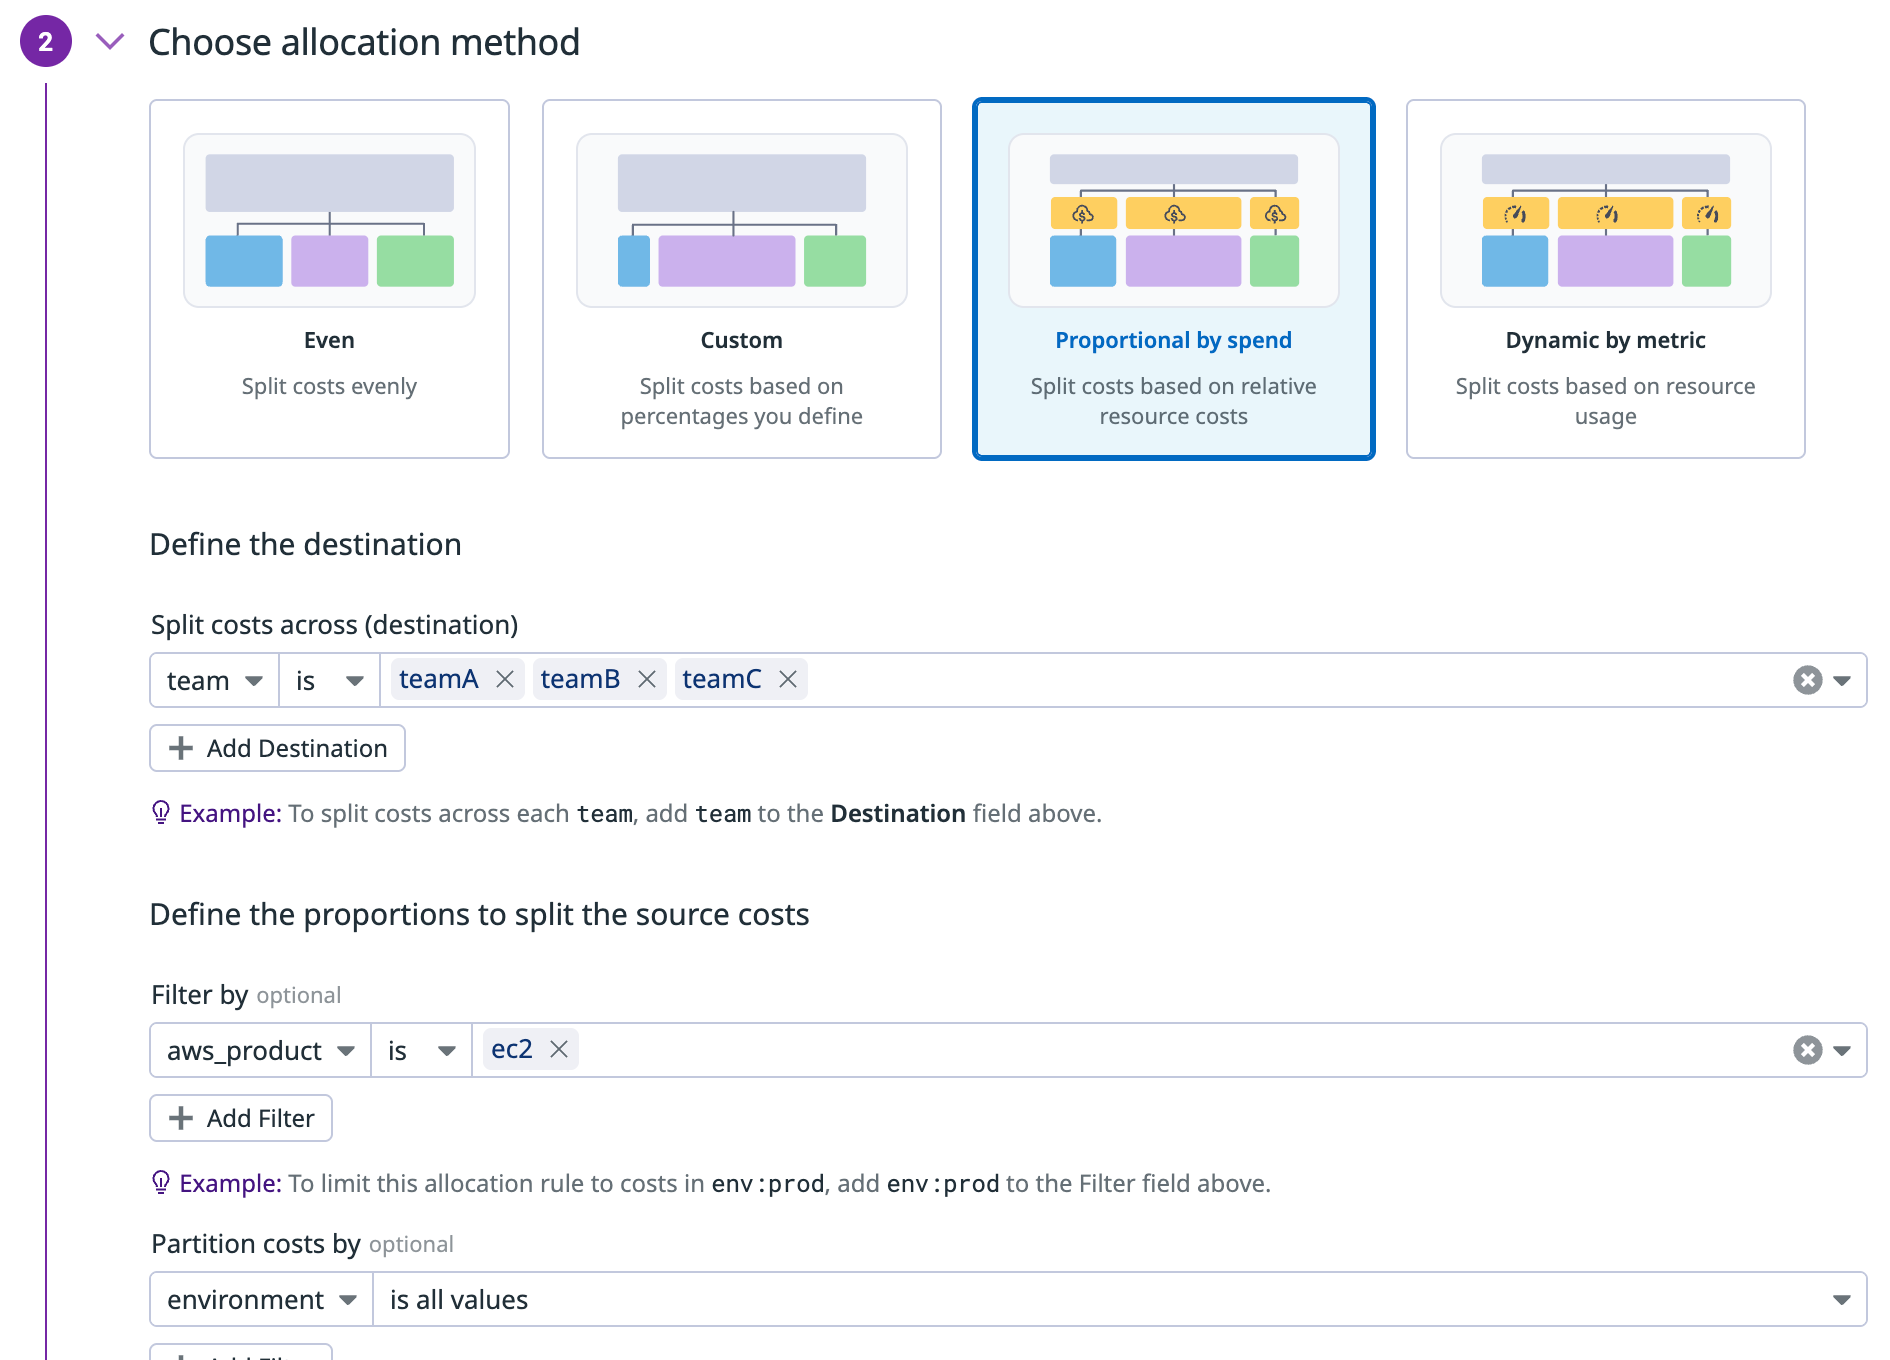 2
Choose allocation method
Even
Split costs evenly
Custom
Split costs based on
percentages you define
Proportional by spend
Split costs based on relative
resource costs
Dynamic by metric
Split costs based on resource
usage
Define the destination
Split costs across (destination)
team is teamA teamB teamC
Add Destination
Example: To split costs across each team, add team to the Destination field above.
Define the proportions to split the source costs
Filter by optional
aws_product is ec2
Add Filter
Example: To limit this allocation rule to costs in env:prod, add env:prod to the Filter field above.
Partition costs by optional
environment is all values